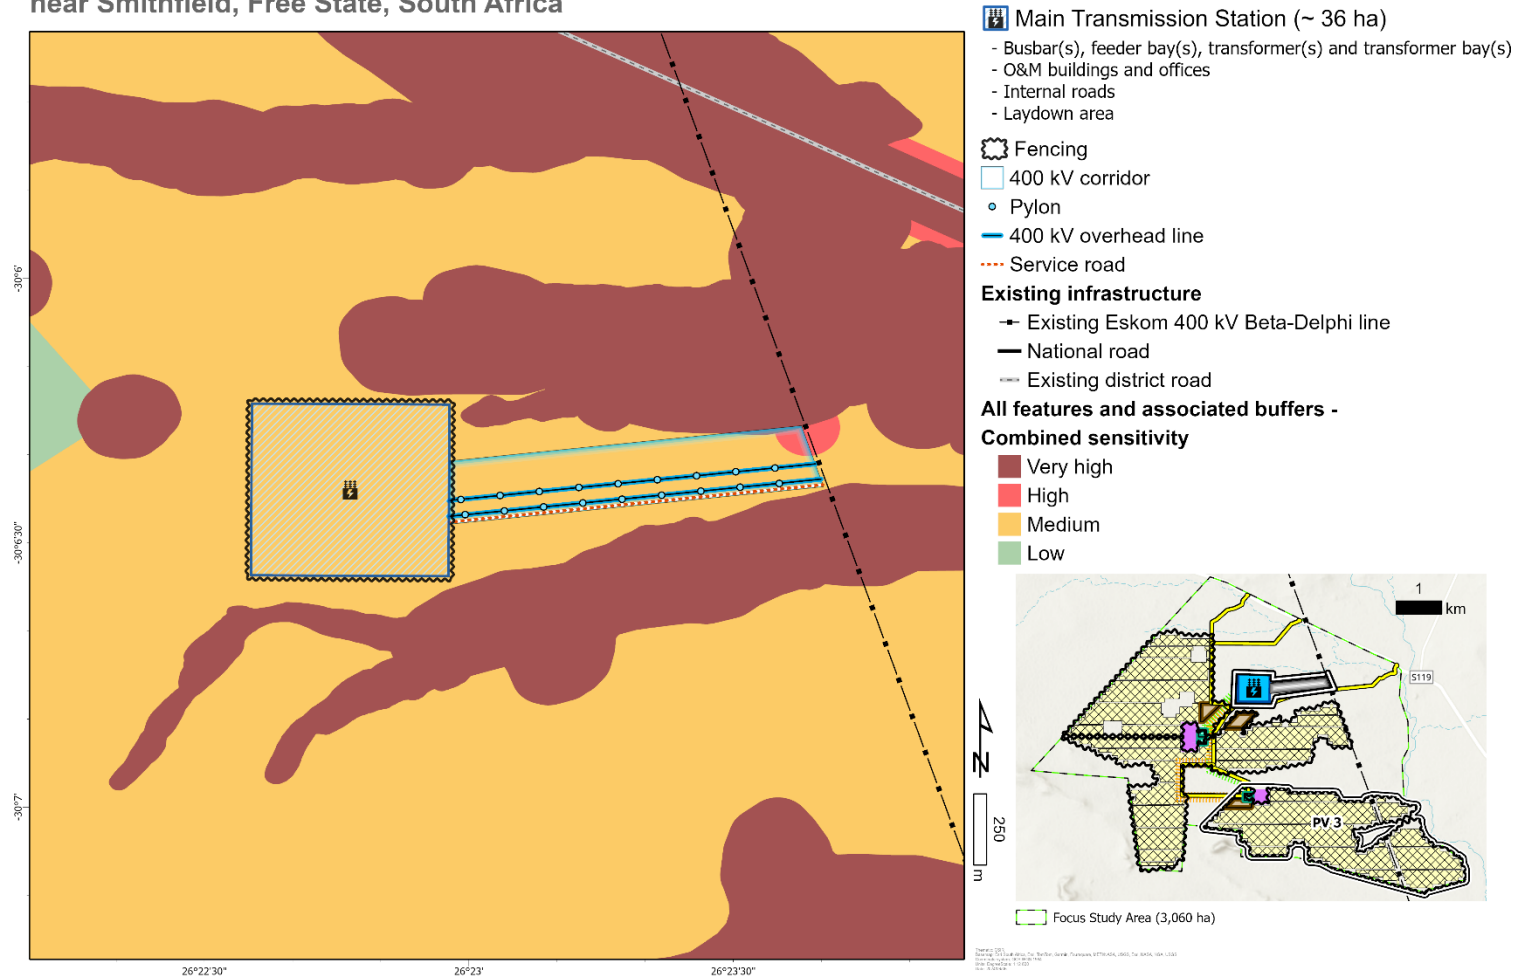 near Smithfield, Free State, South Africa
Main Transmission Station (~ 36 ha)
- Busbar(s), feeder bay(s), transformer(s) and transformer bay(s)
- O&M buildings and offices
- Internal roads
- Laydown area
Fencing
400 kV corridor
Pylon
400 kV overhead line
Service road
Existing infrastructure
Existing Eskom 400 kV Beta-Delphi line
National road
Existing district road
All features and associated buffers -
Combined sensitivity
Very high
High
Medium
Low
-30°6'
-30°6'30"
-30°7'
26°22'30"
26°23'
26°23'30"
N
250
m
1
km
S119
PV 3
Focus Study Area (3,060 ha)